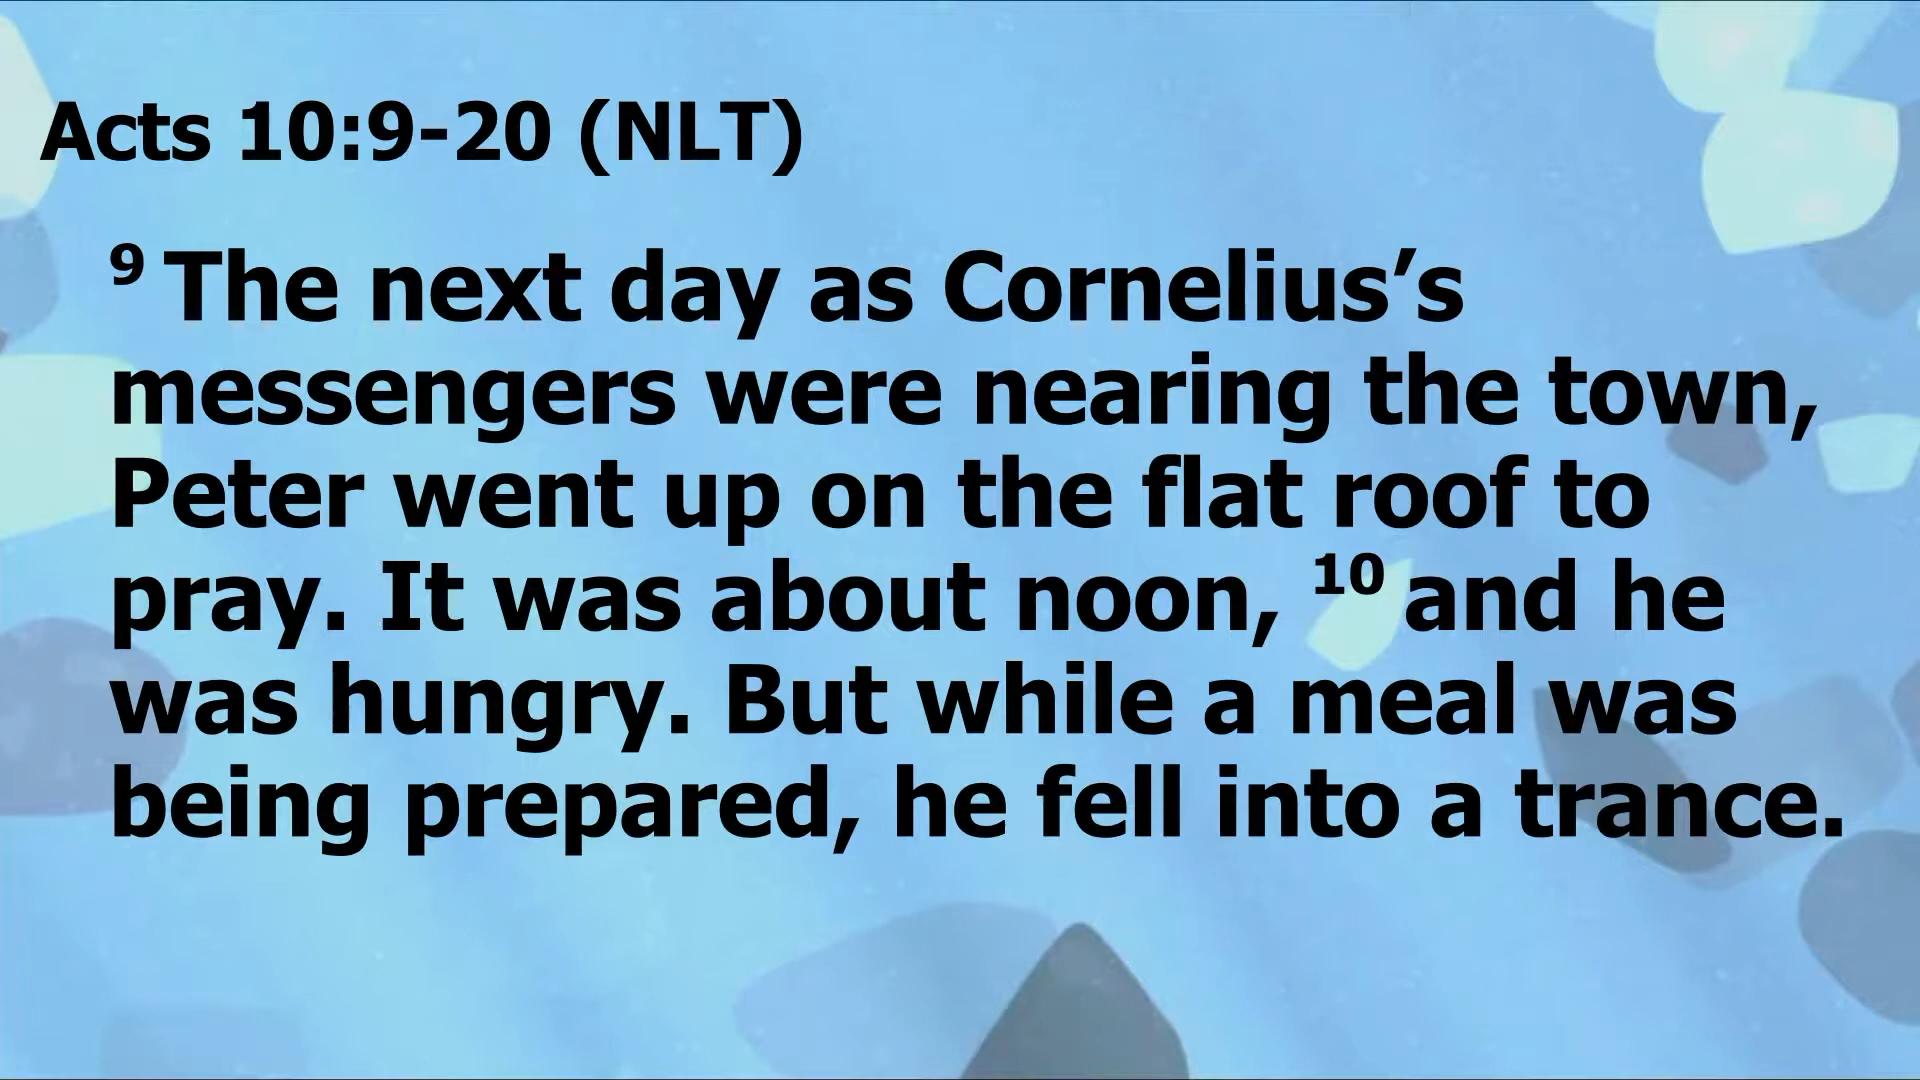 Acts 10:9-20 (NLT)
9 The next day as Cornelius’s
messengers were nearing the town,
Peter went up on the flat roof to
pray. It was about noon, 10 and he
was hungry. But while a meal was
being prepared, he fell into a trance.